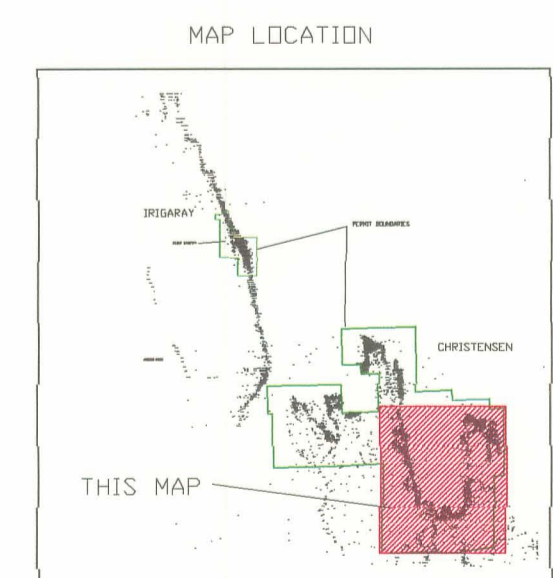 MAP LOCATION
IRIGARAY
PERMIT BOUNDARIES
CHRISTENSEN
THIS MAP